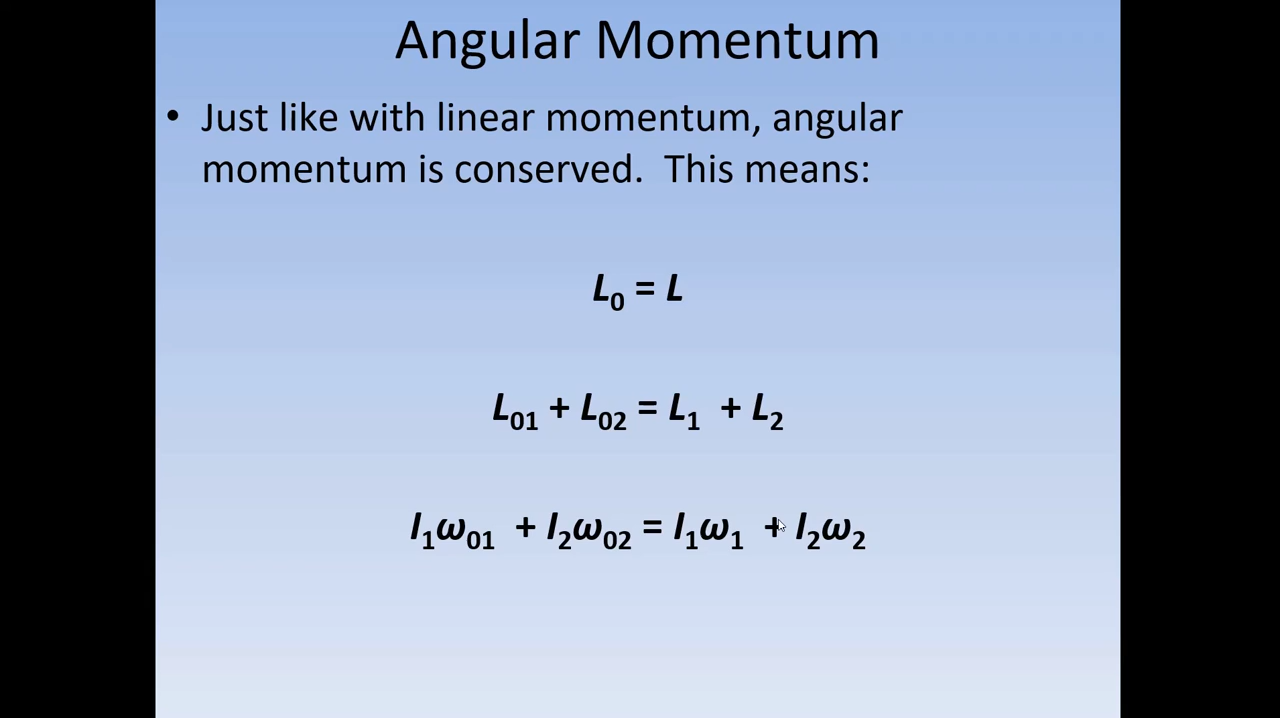 Angular Momentum
• Just like with linear momentum, angular
momentum is conserved.  This means:
L₀ = L
L₀₁ + L₀₂ = L₁  + L₂
I₁ω₀₁  + I₂ω₀₂ = I₁ω₁  + I₂ω₂